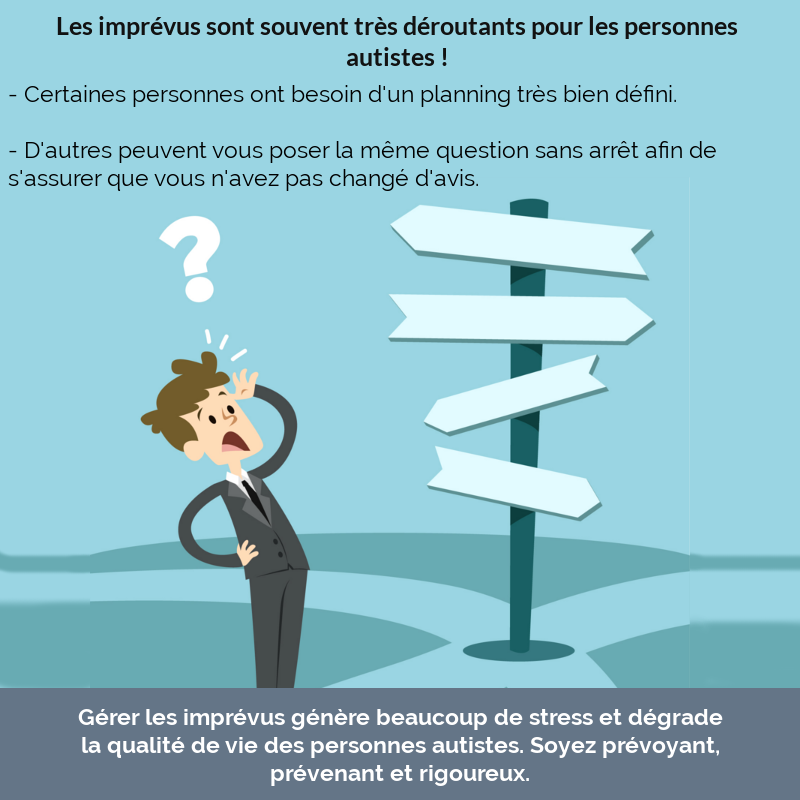 Les imprévus sont souvent très déroutants pour les personnes
autistes !
- Certaines personnes ont besoin d'un planning très bien défini.
- D'autres peuvent vous poser la même question sans arrêt afin de
s'assurer que vous n'avez pas changé d'avis.
?
Gérer les imprévus génère beaucoup de stress et dégrade
la qualité de vie des personnes autistes. Soyez prévoyant,
prévenant et rigoureux.